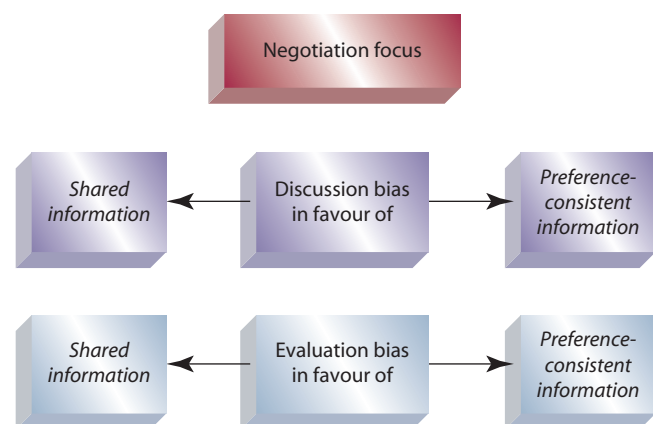 Negotiation focus
Shared
information
Discussion bias
in favour of
Preference-
consistent
information
Shared
information
Evaluation bias
in favour of
Preference-
consistent
information